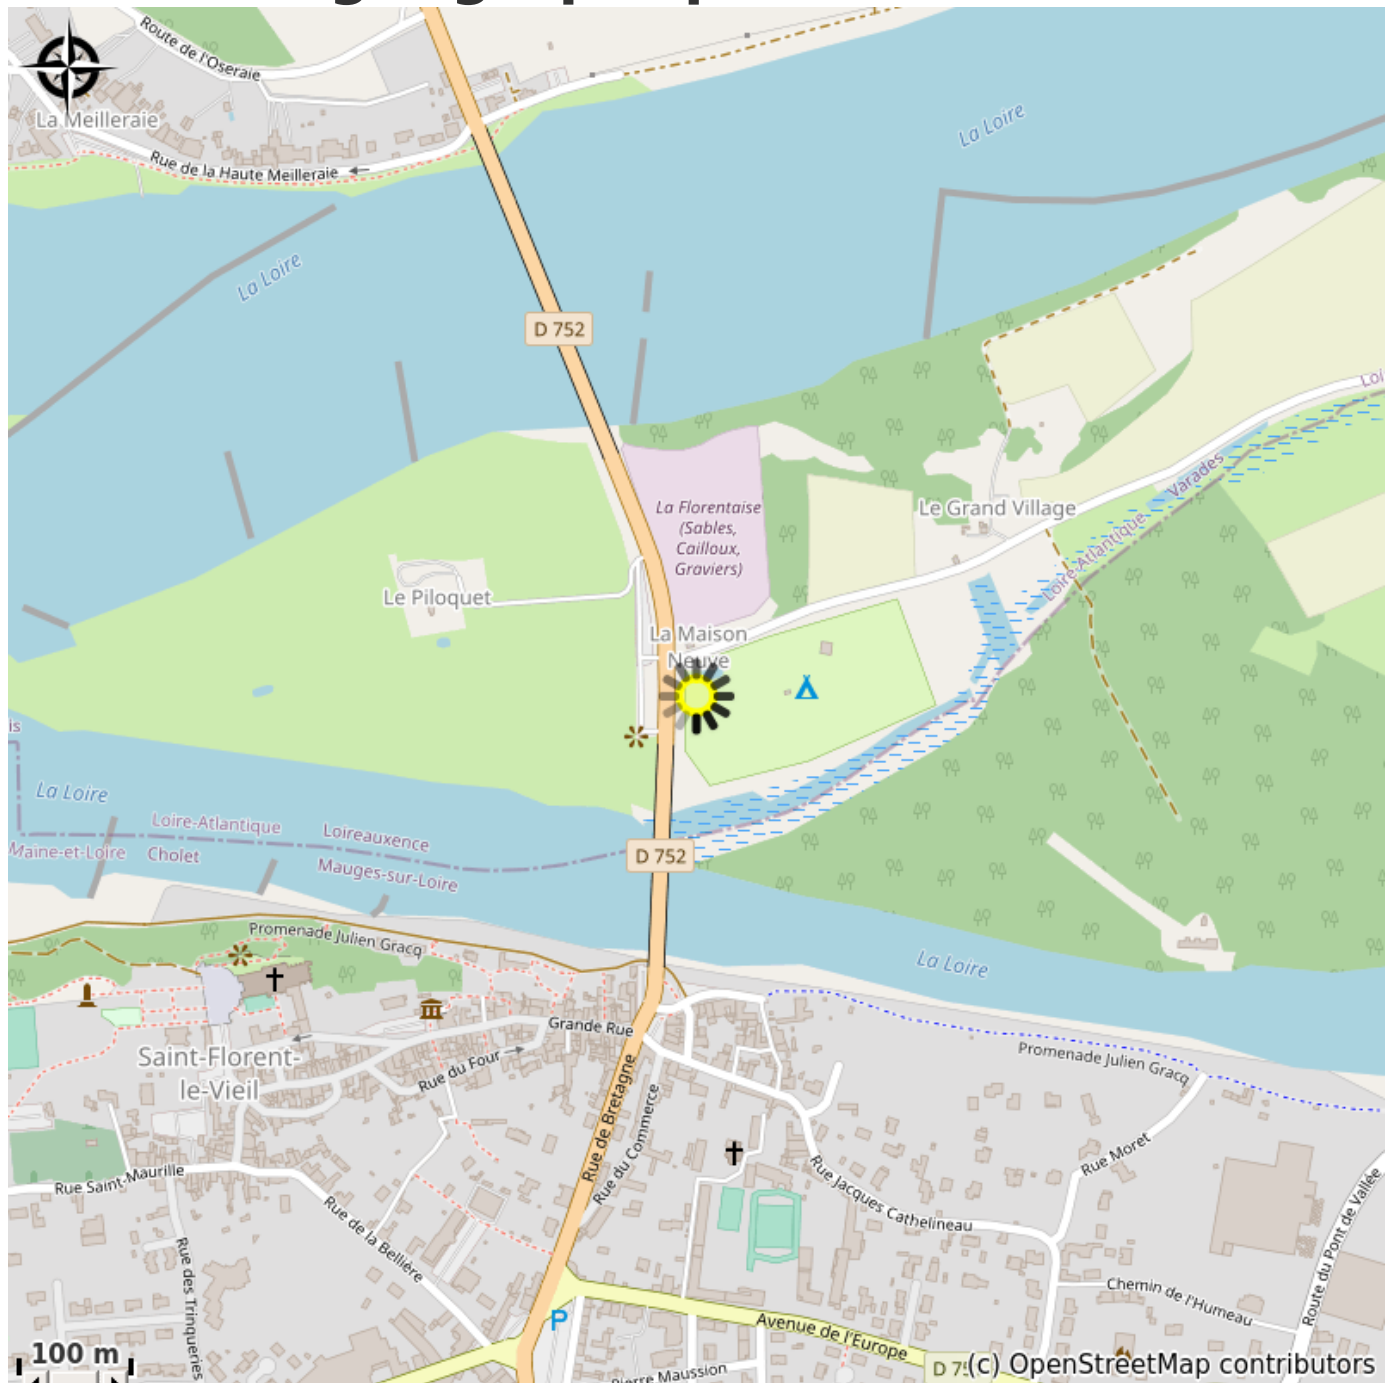 Route de l'Oseraie
La Meilleraie
Rue de la Haute Meilleraie
La Loire
La Loire
D 752
La Florentaise
(Sables,
Cailloux,
Graviers)
Le Grand Village
Varades
Loire-Atlantique
Le Piloquet
La Maison
Neuve
La Loire
Loire-Atlantique
Loireauxence
Maine-et-Loire
Cholet
Mauges-sur-Loire
D 752
Promenade Julien Gracq
La Loire
Grande Rue
Rue du Four
Saint-Florent-
le-Vieil
Promenade Julien Gracq
Rue de Bretagne
Rue du Commerce
Rue Moret
Rue Saint-Maurille
Rue Jacques Cathelineau
Rue de la Bellière
Rue des Trinqueries
Route du Pont de Vallée
Chemin de l'Humeau
P
Avenue de l'Europe
Pierre Maussion
100 m
(c) OpenStreetMap contributors